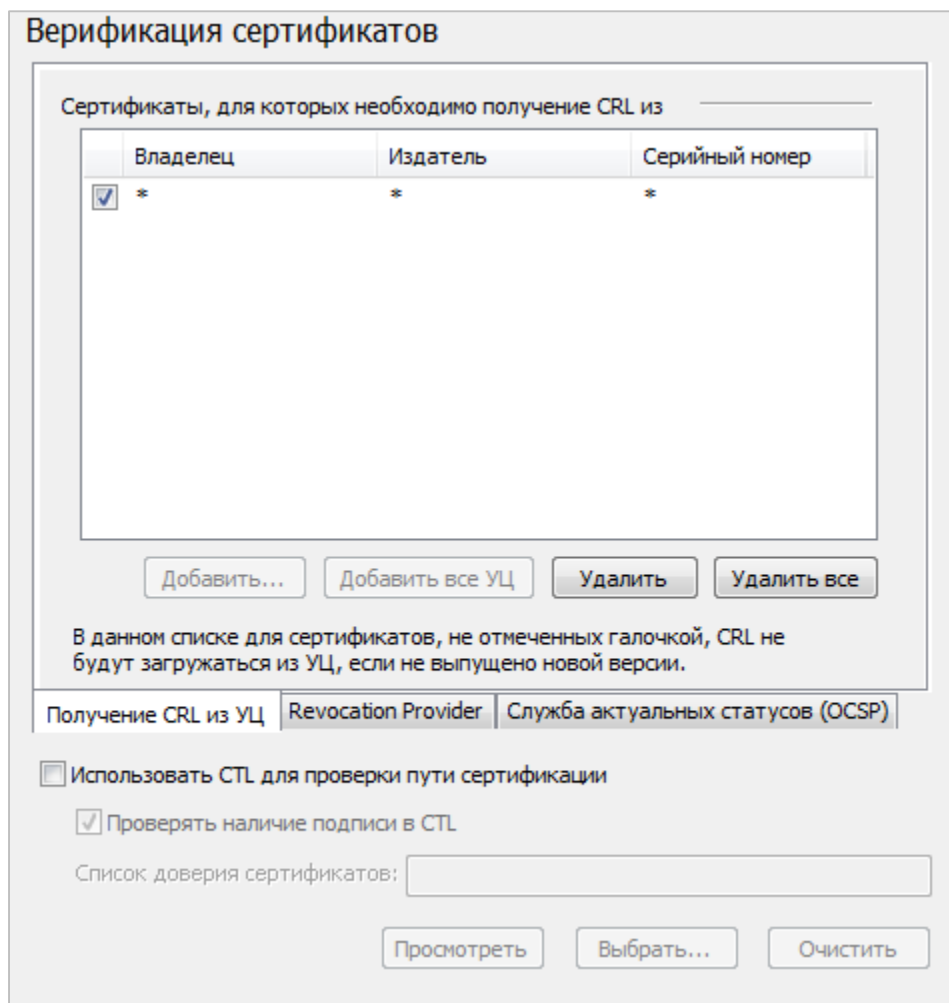 Верификация сертификатов
Сертификаты, для которых необходимо получение CRL из
Владелец Издатель Серийный номер
* * *
Добавить... Добавить все УЦ Удалить Удалить все
В данном списке для сертификатов, не отмеченных галочкой, CRL не
будут загружаться из УЦ, если не выпущено новой версии.
Получение CRL из УЦ Revocation Provider Служба актуальных статусов (OCSP)
Использовать CTL для проверки пути сертификации
Проверять наличие подписи в CTL
Список доверия сертификатов:
Просмотреть Выбрать... Очистить